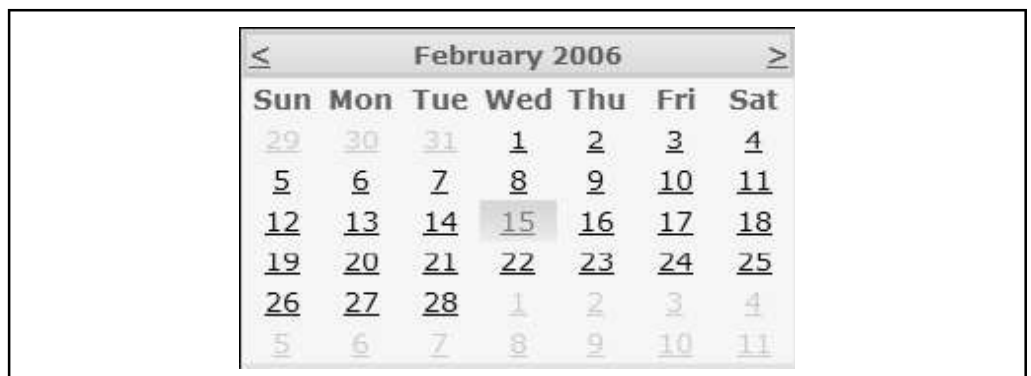 < February 2006 >
Sun Mon Tue Wed Thu Fri Sat
29 30 31 1 2 3 4
5 6 7 8 9 10 11
12 13 14 15 16 17 18
19 20 21 22 23 24 25
26 27 28 1 2 3 4
5 6 7 8 9 10 11